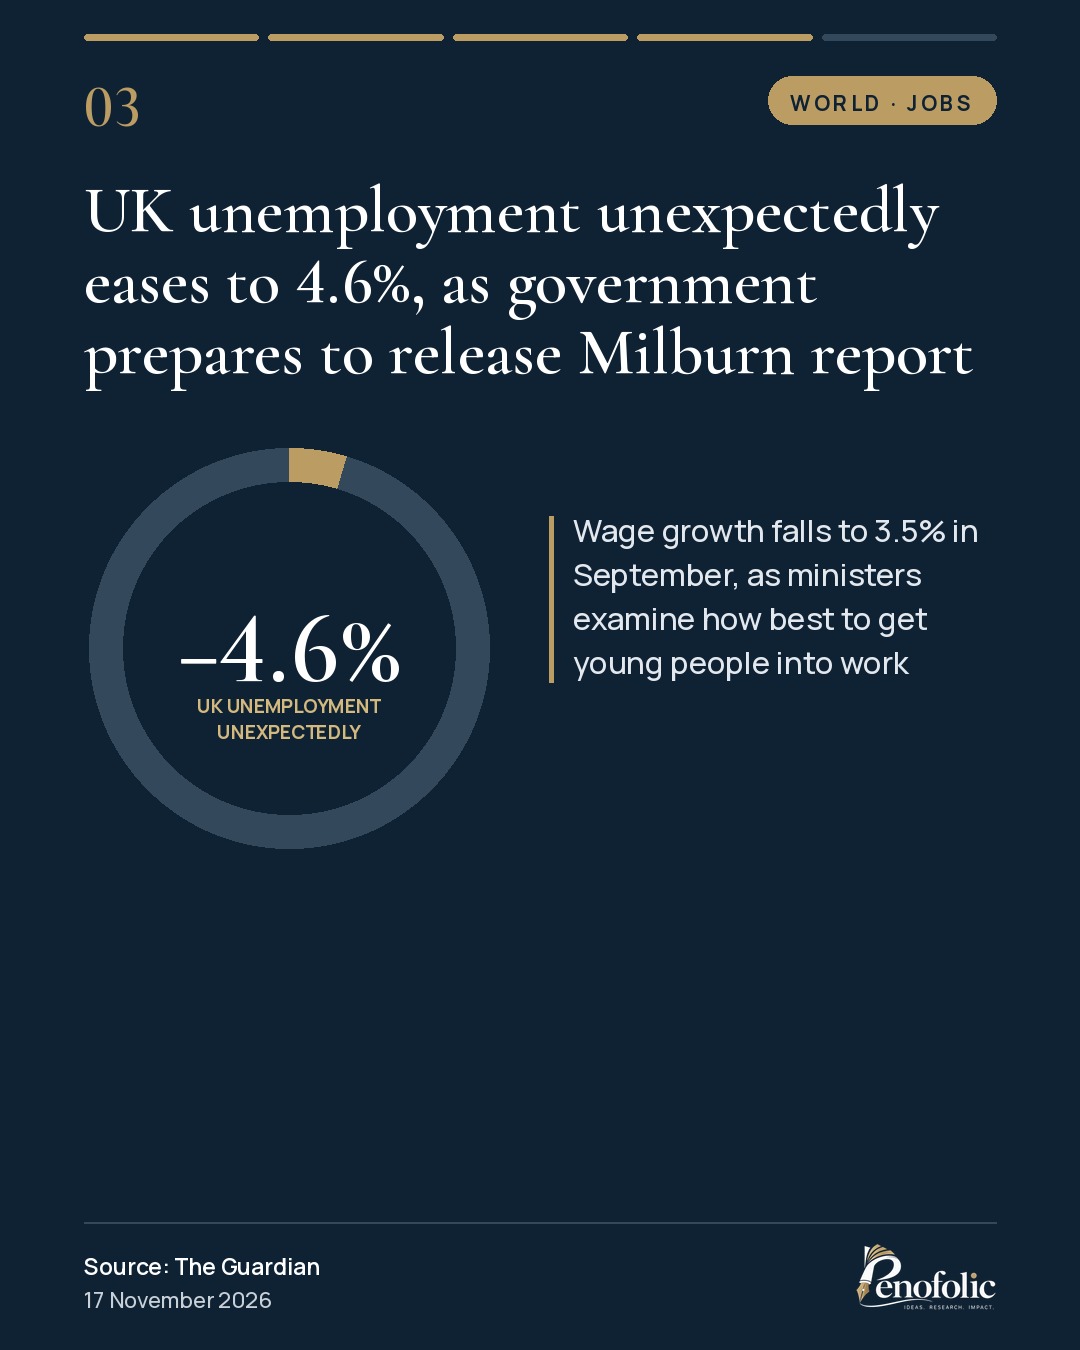 03
WORLD · JOBS
UK unemployment unexpectedly
eases to 4.6%, as government
prepares to release Milburn report
–4.6%
UK UNEMPLOYMENT
UNEXPECTEDLY
Wage growth falls to 3.5% in
September, as ministers
examine how best to get
young people into work
Source: The Guardian
17 November 2026
Penofolic
IDEAS. RESEARCH. IMPACT.